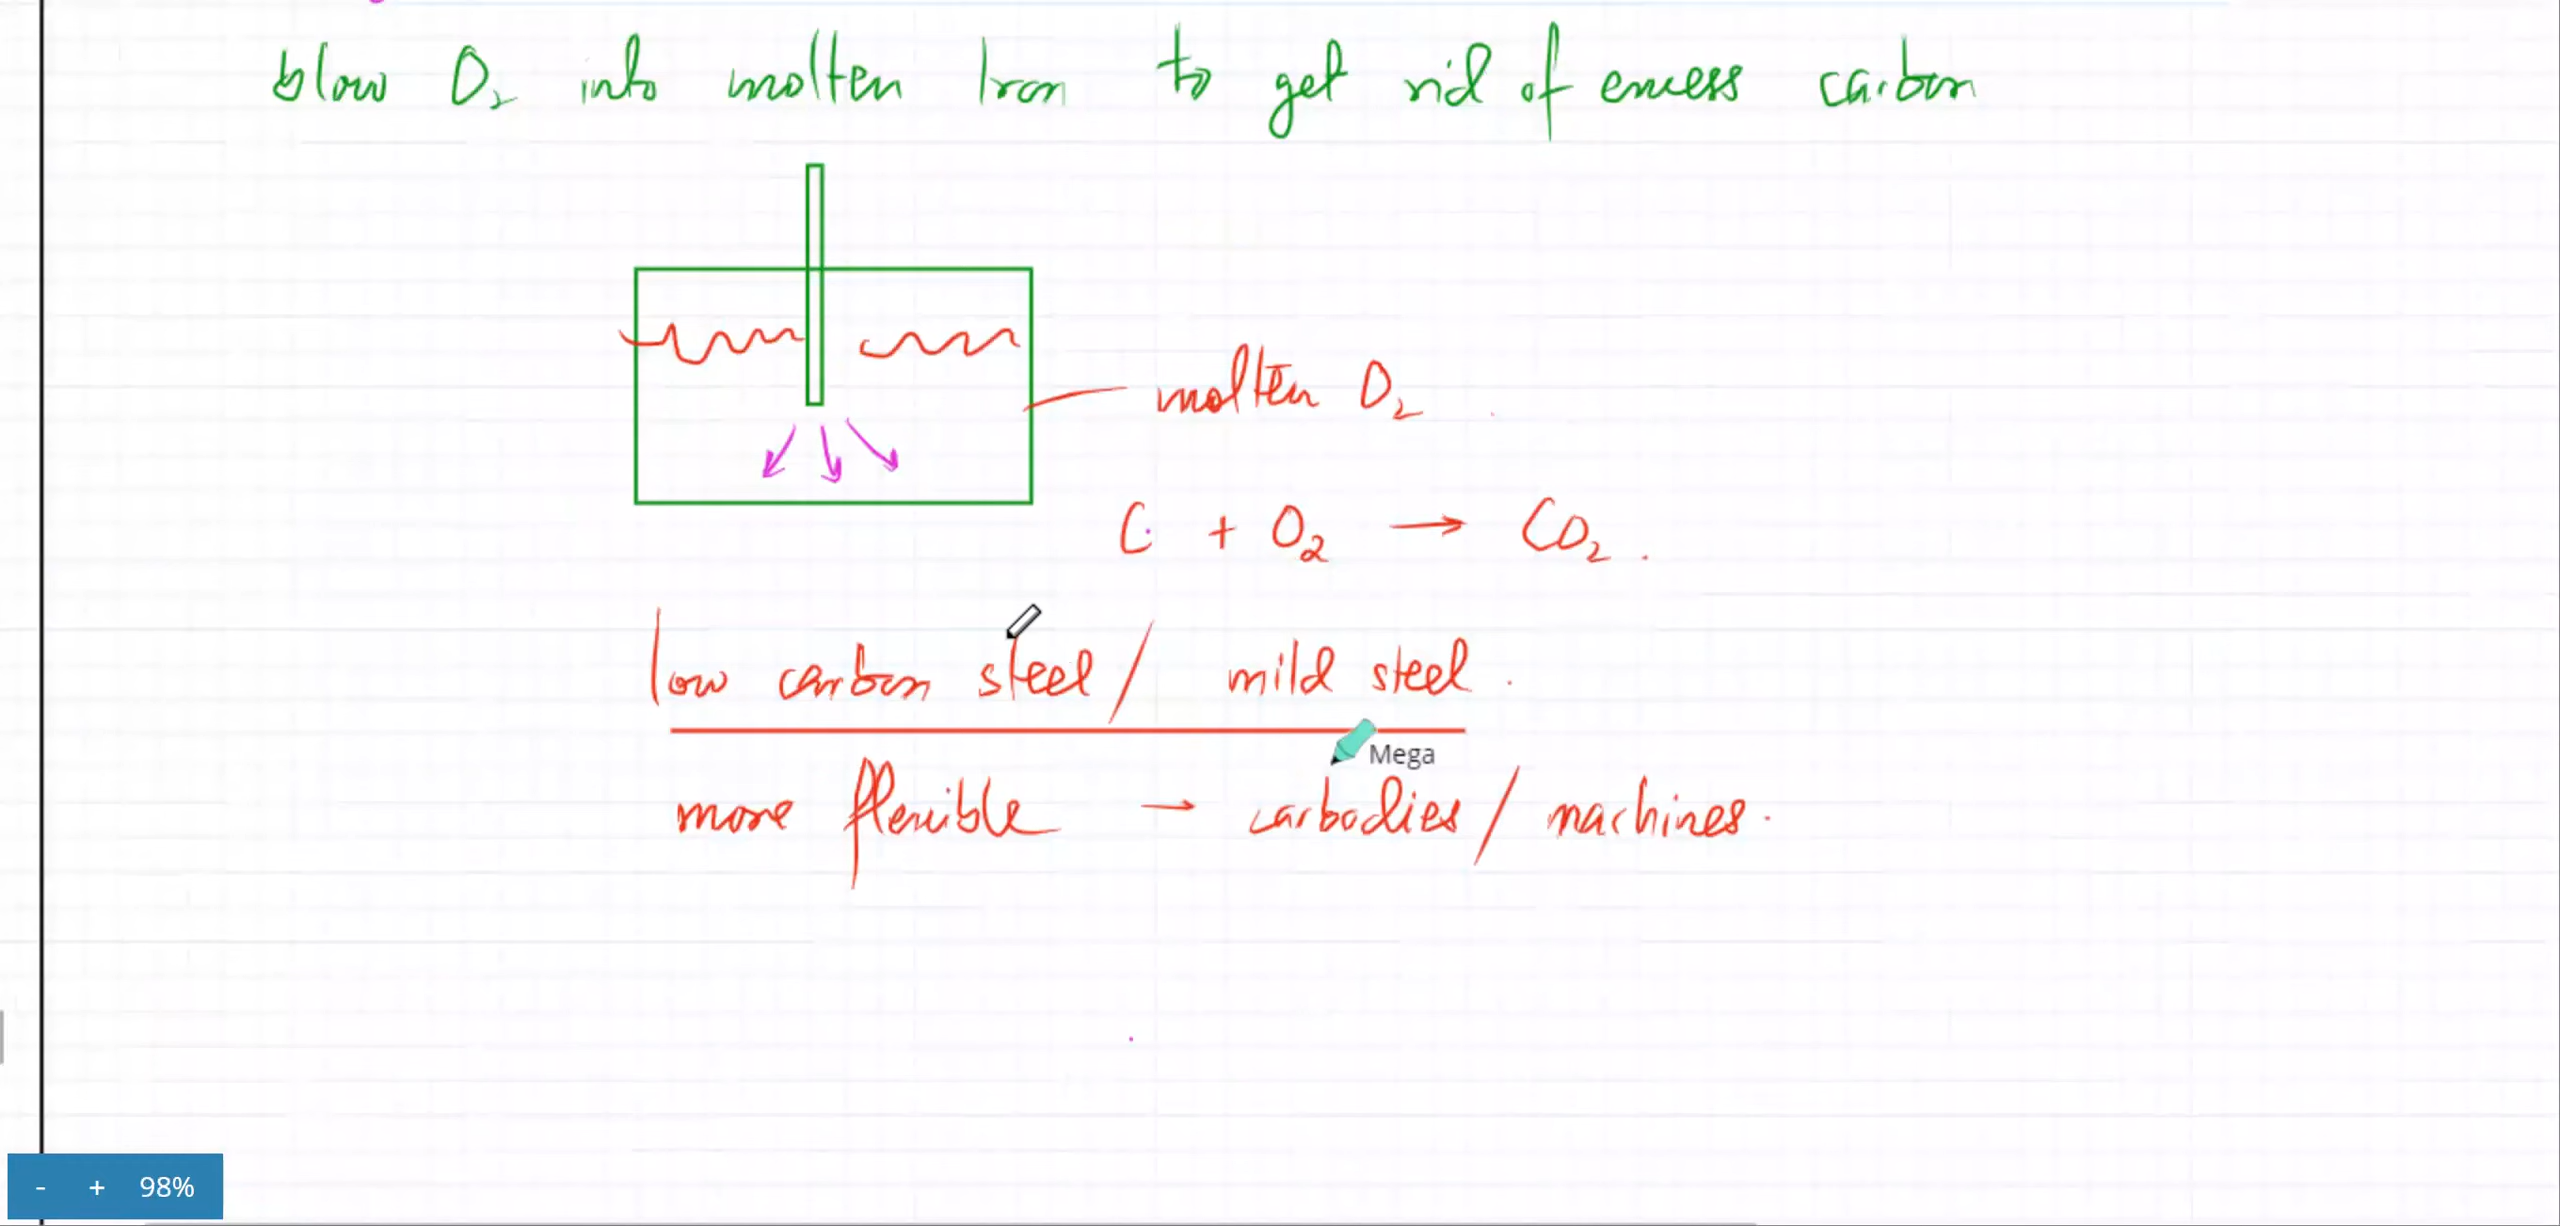 blow O₂ into molten Iron to get rid of excess carbon
molten O₂
C + O₂ → CO₂.
low carbon steel / mild steel.
Mega
more flexible → carbodies / machines.
- + 98%